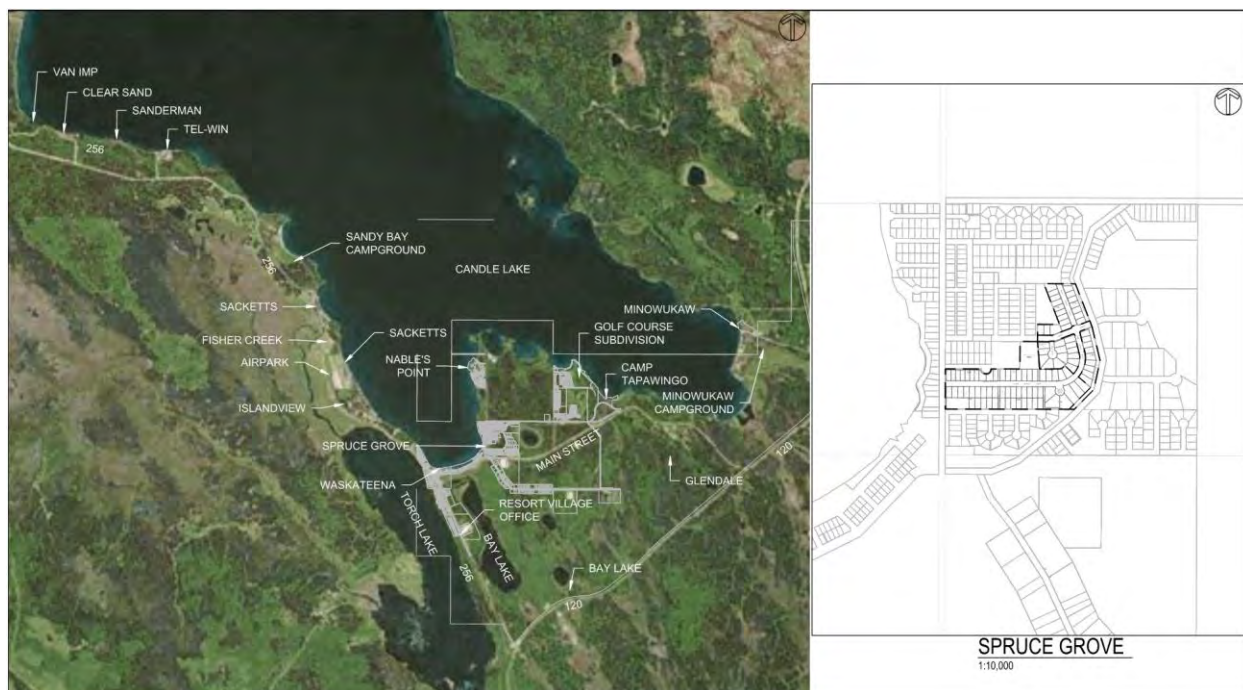 VAN IMP
CLEAR SAND
SANDERMAN
TEL-WIN
256
SANDY BAY
CAMPGROUND
256
CANDLE LAKE
SACKETTS
FISHER CREEK
AIRPARK
ISLANDVIEW
SACKETTS
NABLE'S
POINT
MINOWUKAW
GOLF COURSE
SUBDIVISION
CAMP
TAPAWINGO
MINOWUKAW
CAMPGROUND
SPRUCE GROVE
MAIN STREET
WASKATEENA
GLENDALE
120
RESORT VILLAGE
OFFICE
TORCH LAKE
BAY LAKE
256
BAY LAKE
120
SPRUCE GROVE
1:10,000